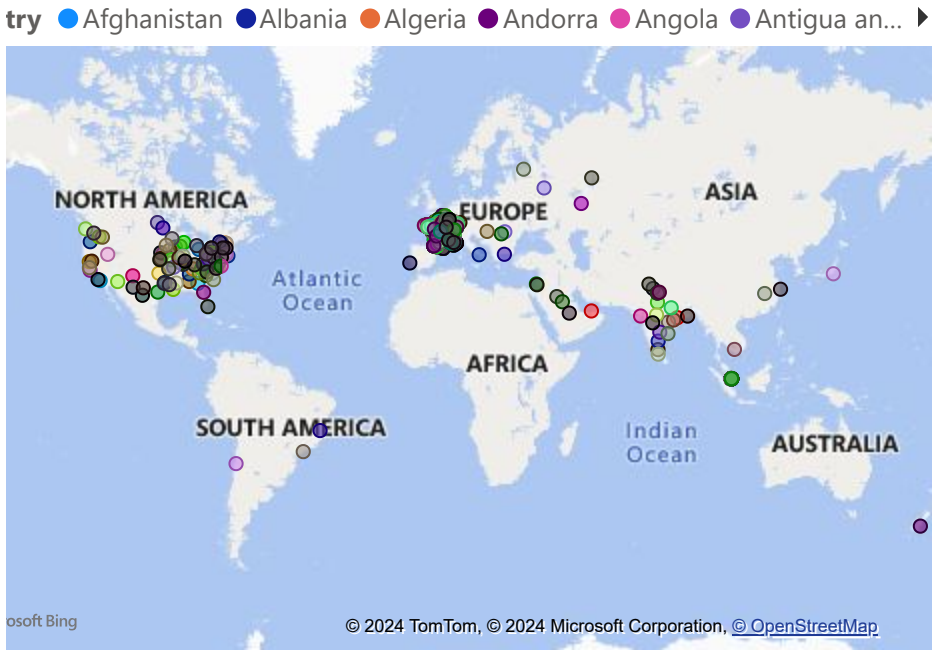 try Afghanistan Albania Algeria Andorra Angola Antigua an...
NORTH AMERICA
EUROPE
ASIA
Atlantic
Ocean
AFRICA
SOUTH AMERICA
Indian
Ocean
AUSTRALIA
osoft Bing
© 2024 TomTom, © 2024 Microsoft Corporation, © OpenStreetMap